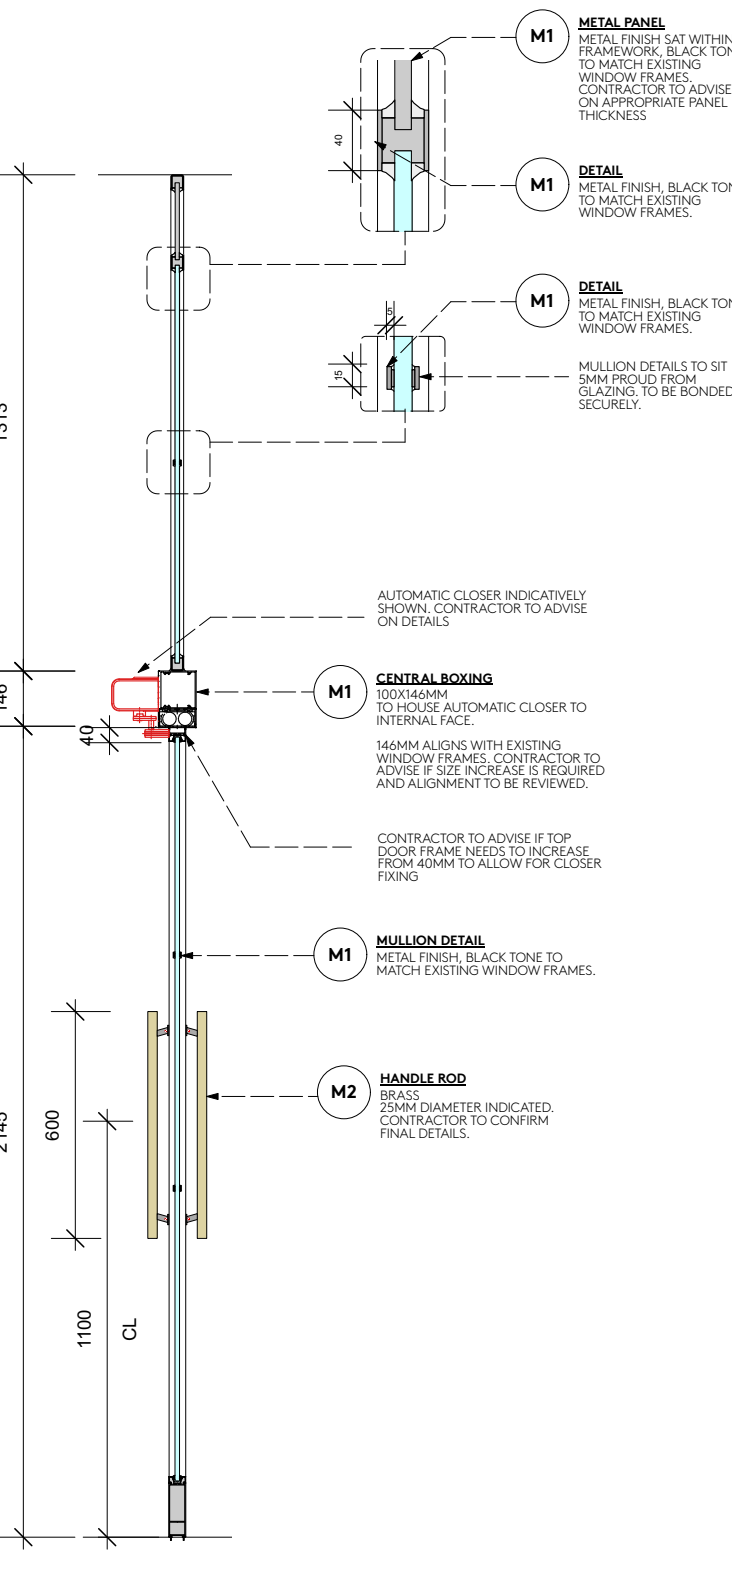 M1
METAL PANEL
METAL FINISH SAT WITHIN
FRAMEWORK, BLACK TON
TO MATCH EXISTING
WINDOW FRAMES.
CONTRACTOR TO ADVISE
ON APPROPRIATE PANEL
THICKNESS
40
M1
DETAIL
METAL FINISH, BLACK TON
TO MATCH EXISTING
WINDOW FRAMES.
M1
DETAIL
METAL FINISH, BLACK TON
TO MATCH EXISTING
WINDOW FRAMES.
5
15
MULLION DETAILS TO SIT
5MM PROUD FROM
GLAZING. TO BE BONDED
SECURELY.
1313
AUTOMATIC CLOSER INDICATIVELY
SHOWN. CONTRACTOR TO ADVISE
ON DETAILS
146
40
M1
CENTRAL BOXING
100X146MM
TO HOUSE AUTOMATIC CLOSER TO
INTERNAL FACE.
146MM ALIGNS WITH EXISTING
WINDOW FRAMES. CONTRACTOR TO
ADVISE IF SIZE INCREASE IS REQUIRED
AND ALIGNMENT TO BE REVIEWED.
CONTRACTOR TO ADVISE IF TOP
DOOR FRAME NEEDS TO INCREASE
FROM 40MM TO ALLOW FOR CLOSER
FIXING
M1
MULLION DETAIL
METAL FINISH, BLACK TONE TO
MATCH EXISTING WINDOW FRAMES.
M2
HANDLE ROD
BRASS
25MM DIAMETER INDICATED.
CONTRACTOR TO CONFIRM
FINAL DETAILS.
2145
600
1100
CL